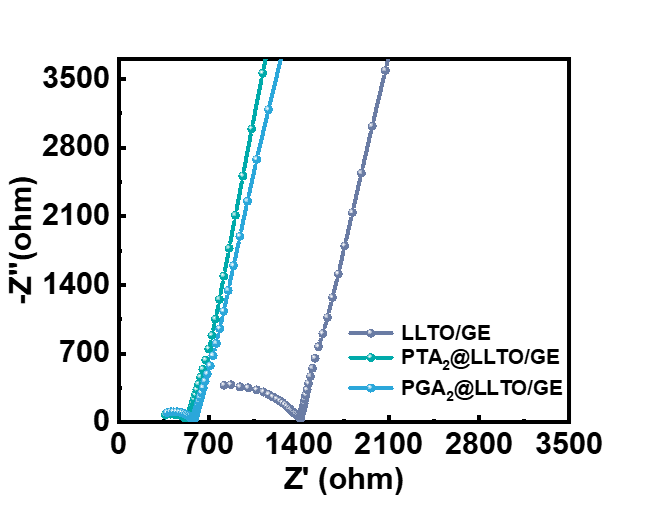 3500
2800
2100
1400
700
0
-Z"(ohm)
LLTO/GE
PTA₂@LLTO/GE
PGA₂@LLTO/GE
0 700 1400 2100 2800 3500
Z' (ohm)